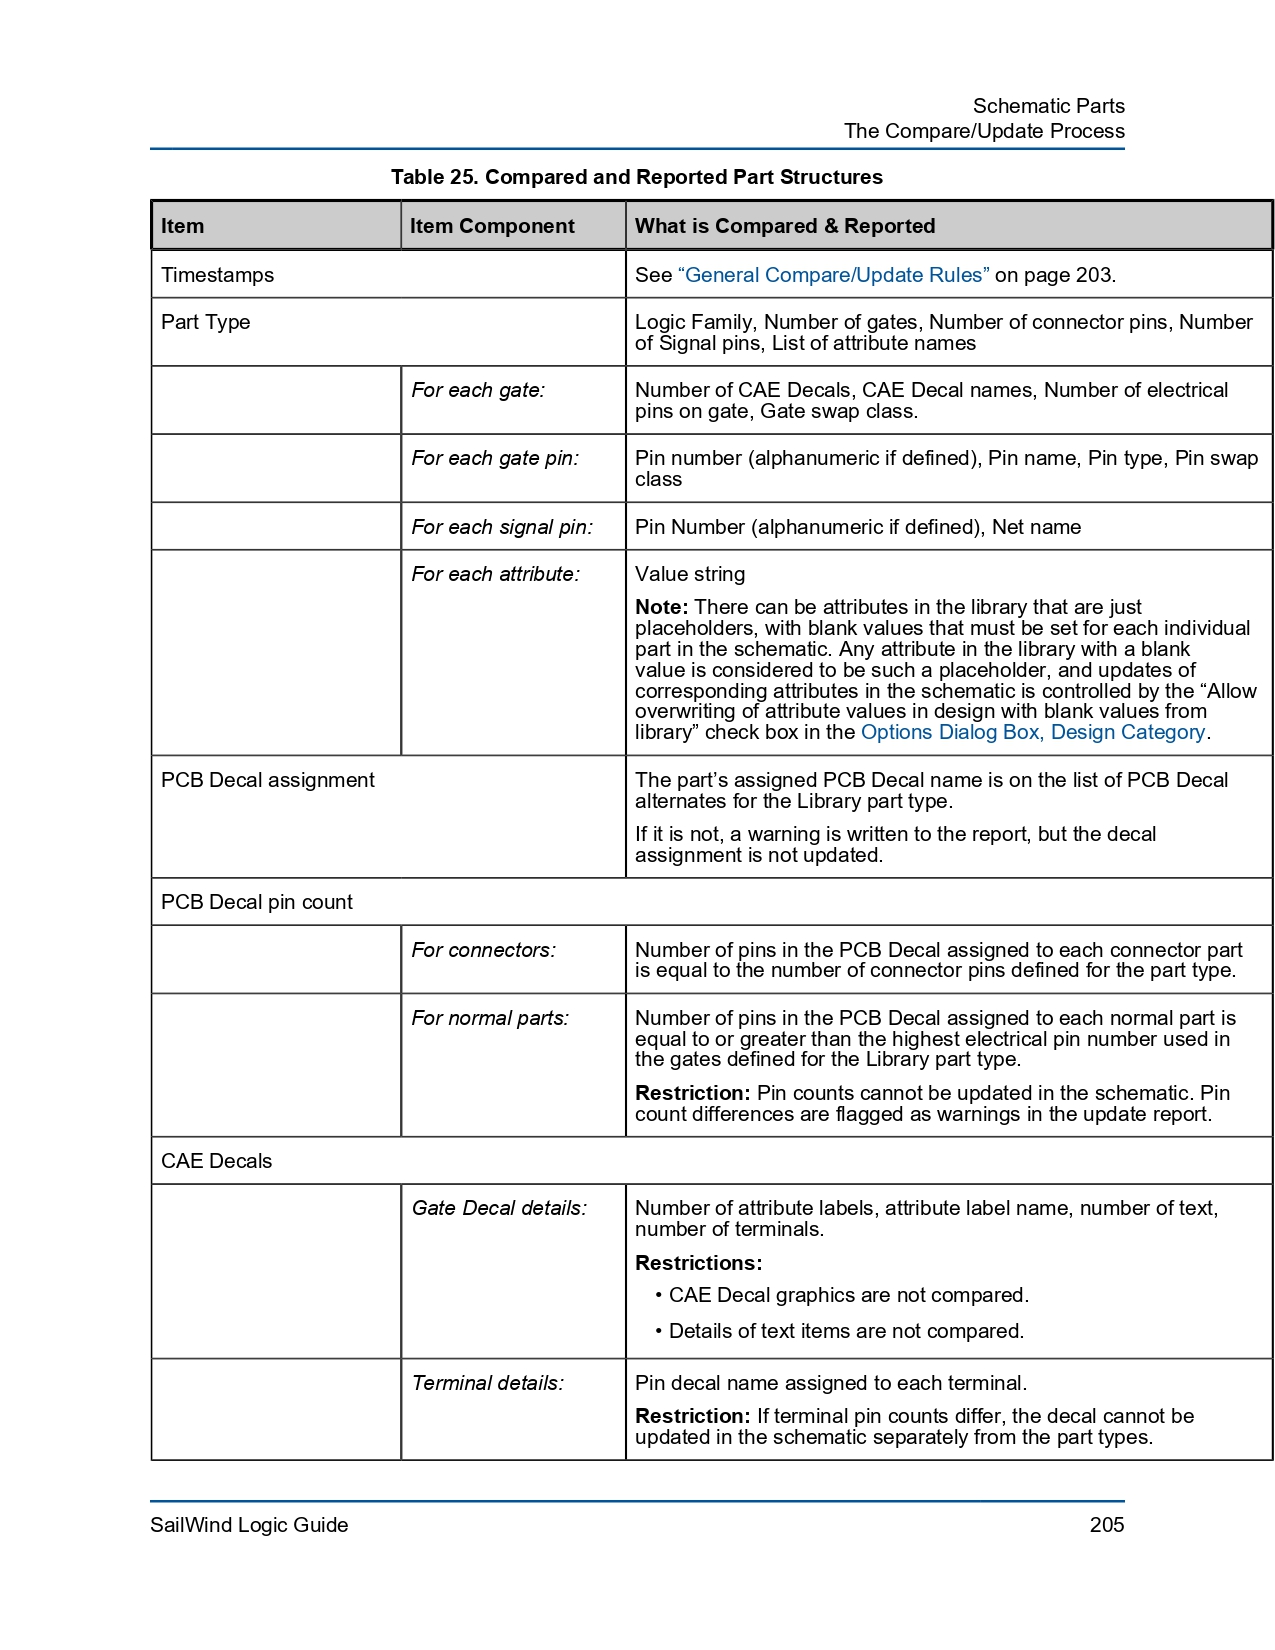 Schematic Parts
The Compare/Update Process
Table 25. Compared and Reported Part Structures
Item Item Component What is Compared & Reported
Timestamps See “General Compare/Update Rules” on page 203.
Part Type Logic Family, Number of gates, Number of connector pins, Number
of Signal pins, List of attribute names
For each gate: Number of CAE Decals, CAE Decal names, Number of electrical
pins on gate, Gate swap class.
For each gate pin: Pin number (alphanumeric if defined), Pin name, Pin type, Pin swap
class
For each signal pin: Pin Number (alphanumeric if defined), Net name
For each attribute: Value string
Note: There can be attributes in the library that are just
placeholders, with blank values that must be set for each individual
part in the schematic. Any attribute in the library with a blank
value is considered to be such a placeholder, and updates of
corresponding attributes in the schematic is controlled by the “Allow
overwriting of attribute values in design with blank values from
library” check box in the Options Dialog Box, Design Category.
PCB Decal assignment The part’s assigned PCB Decal name is on the list of PCB Decal
alternates for the Library part type.
If it is not, a warning is written to the report, but the decal
assignment is not updated.
PCB Decal pin count
For connectors: Number of pins in the PCB Decal assigned to each connector part
is equal to the number of connector pins defined for the part type.
For normal parts: Number of pins in the PCB Decal assigned to each normal part is
equal to or greater than the highest electrical pin number used in
the gates defined for the Library part type.
Restriction: Pin counts cannot be updated in the schematic. Pin
count differences are flagged as warnings in the update report.
CAE Decals
Gate Decal details: Number of attribute labels, attribute label name, number of text,
number of terminals.
Restrictions:
• CAE Decal graphics are not compared.
• Details of text items are not compared.
Terminal details: Pin decal name assigned to each terminal.
Restriction: If terminal pin counts differ, the decal cannot be
updated in the schematic separately from the part types.
SailWind Logic Guide 205